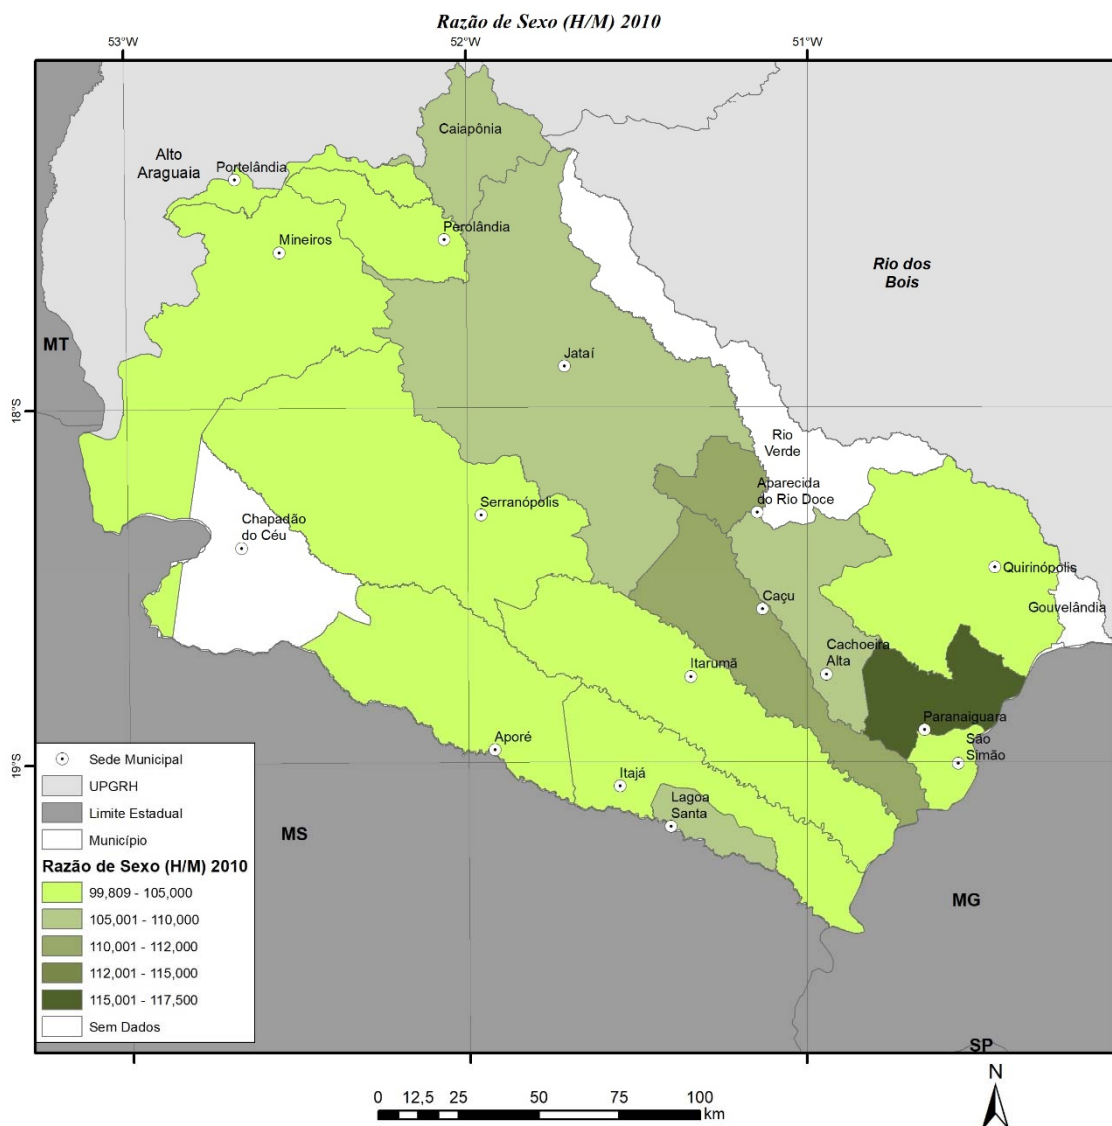 Razão de Sexo (H/M) 2010
53°W
52°W
51°W
Caiapônia
Alto
Araguaia
Portelândia
Perolândia
Mineiros
Rio dos
Bois
MT
Jataí
18°S
Rio
Verde
Aparecida
do Rio Doce
Serranópolis
Chapadão
do Céu
Quirinópolis
Caçu
Gouvelândia
Cachoeira
Alta
Itarumã
Paranaiguara
São
Simão
Aporé
19°S
Itajá
Lagoa
Santa
MS
MG
SP
Sede Municipal
UPGRH
Limite Estadual
Município
Razão de Sexo (H/M) 2010
99,809 - 105,000
105,001 - 110,000
110,001 - 112,000
112,001 - 115,000
115,001 - 117,500
Sem Dados
N
0 12,5 25 50 75 100
km